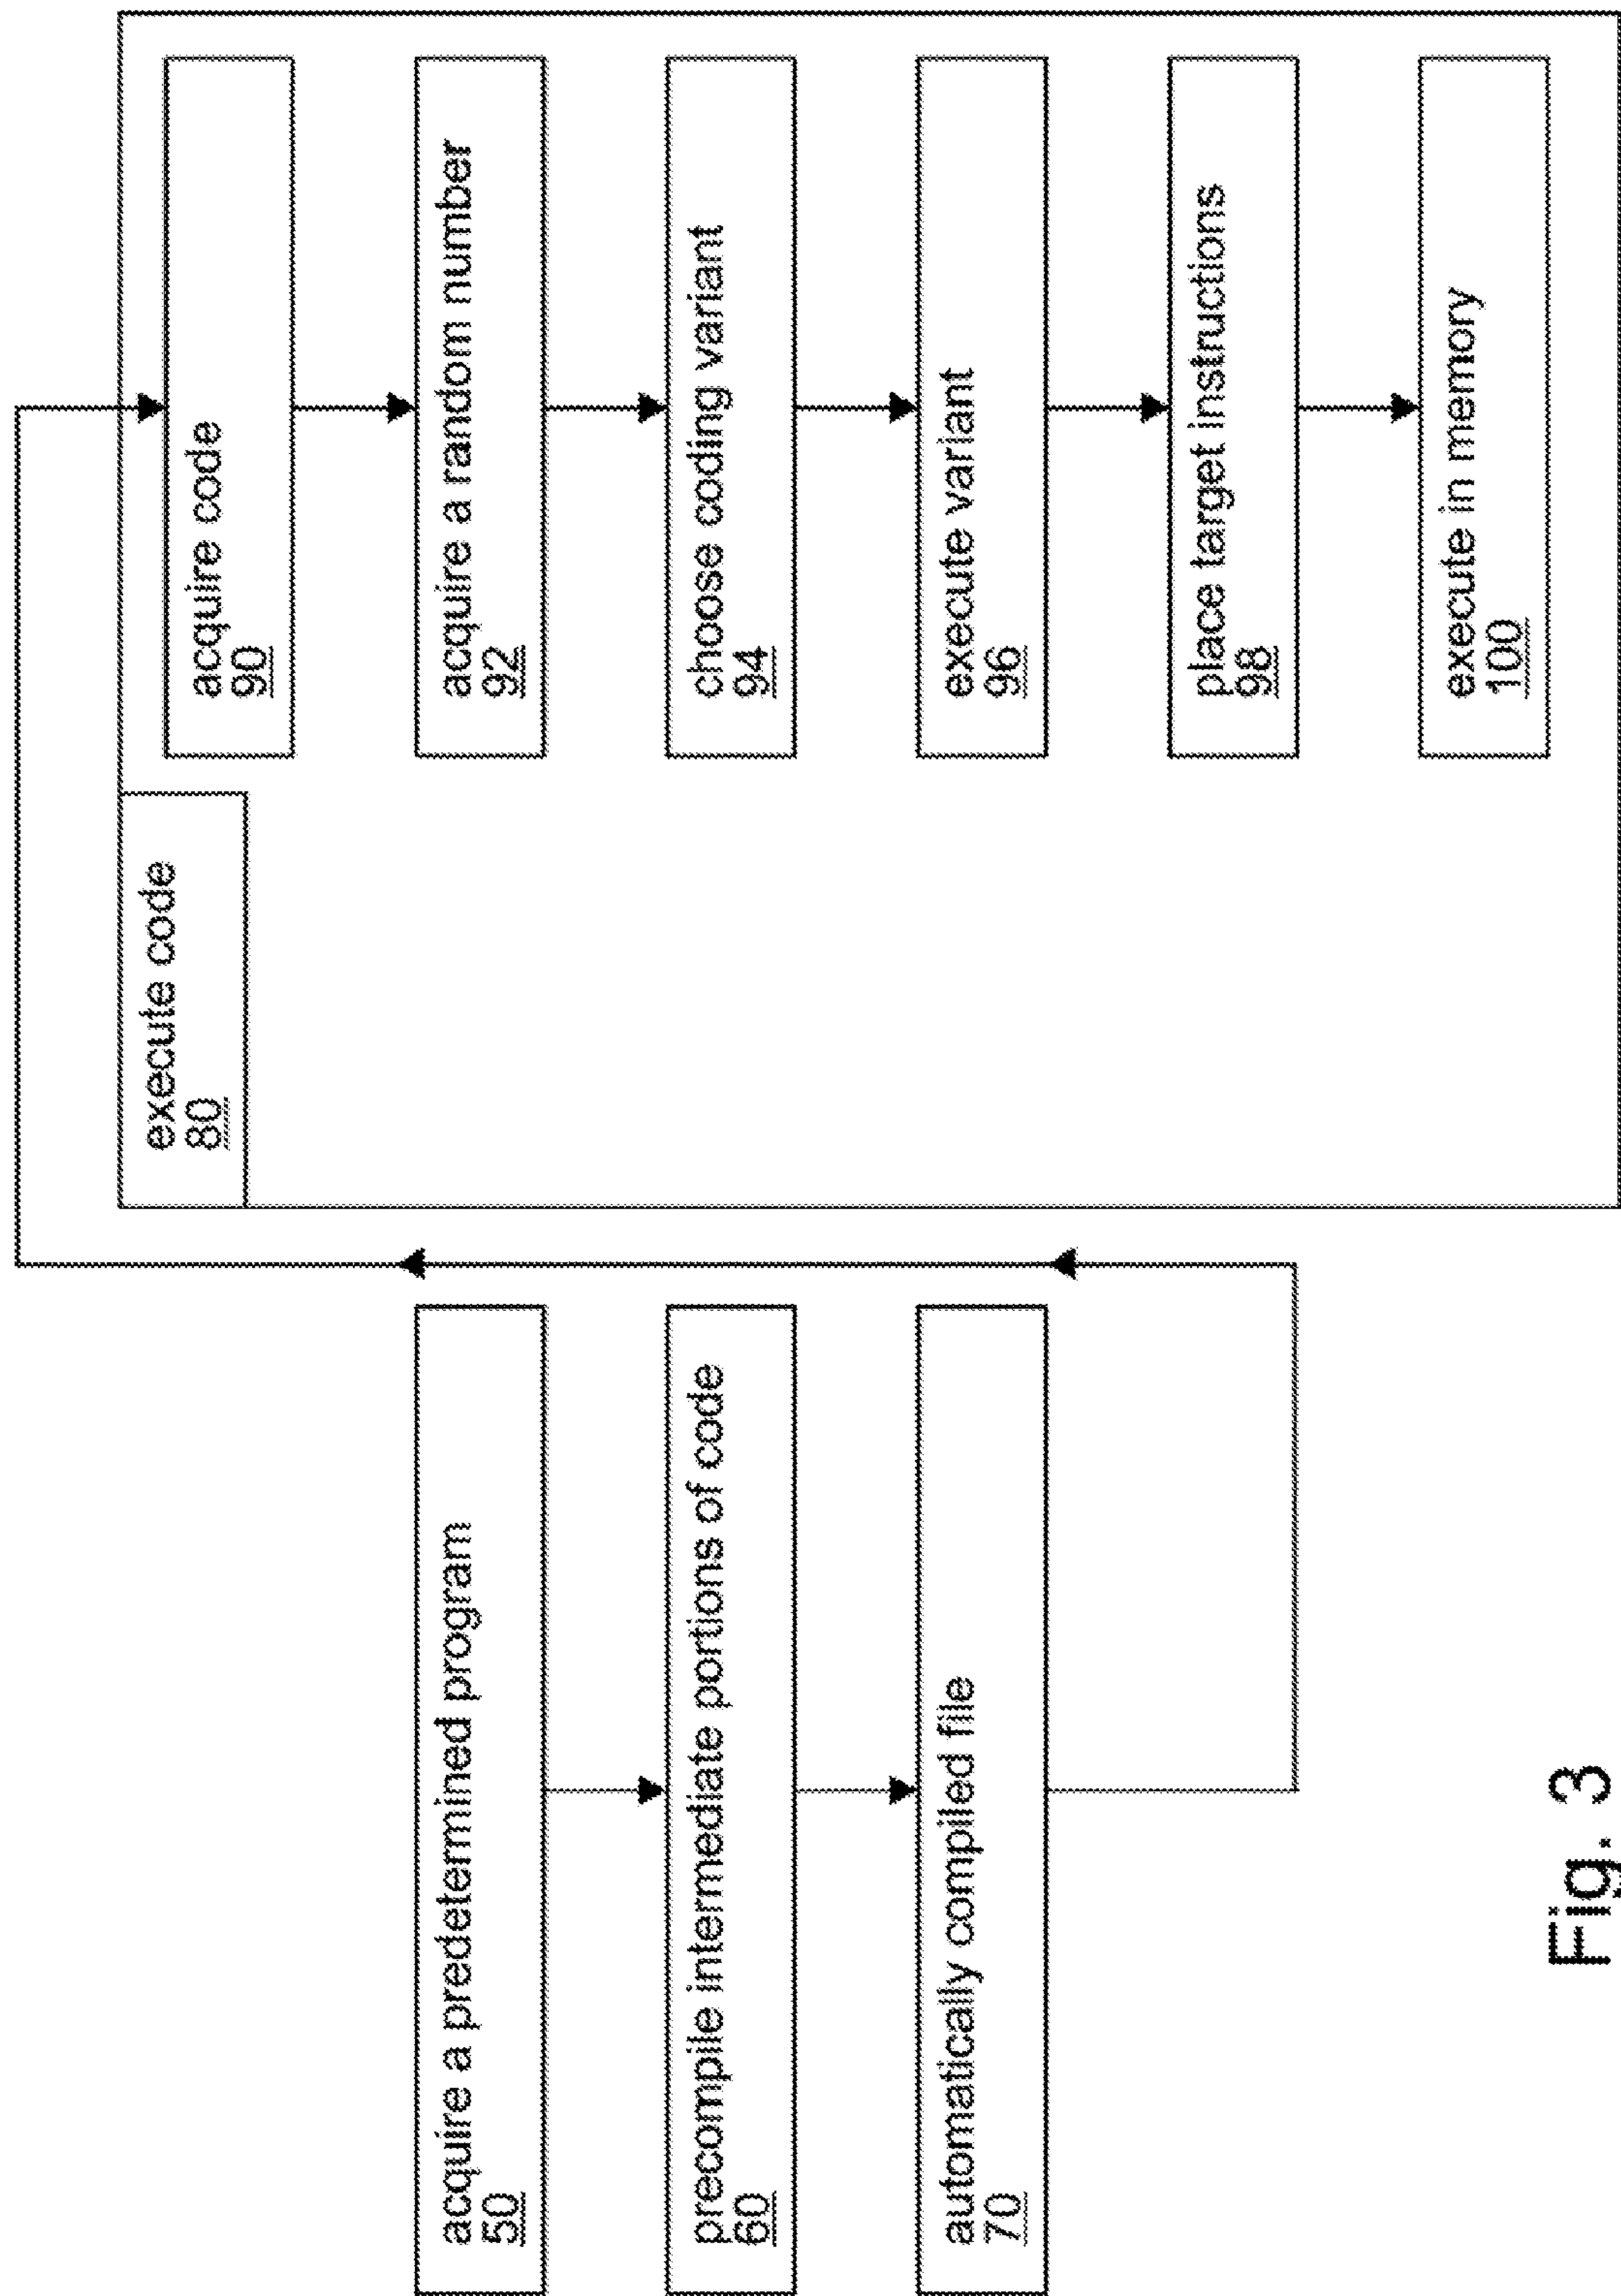 acquire a predetermined program
50
precompile intermediate portions of code
60
automatically compiled file
70
execute code
80
acquire code
90
acquire a random number
92
choose coding variant
94
execute variant
96
place target instructions
98
execute in memory
100
Fig. 3